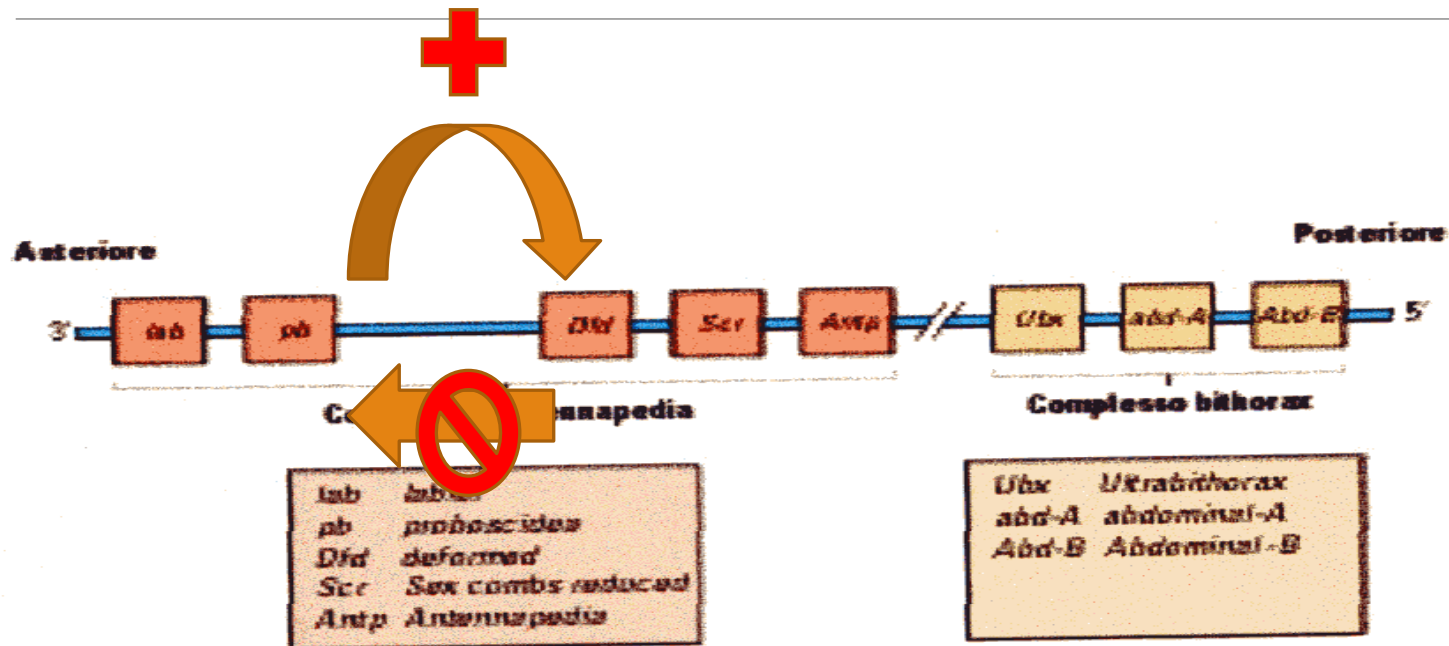 Anteriore
Posteriore
3′ lab pb Dfd Scr Antp Ubx abd-A Abd-B 5′
Complesso bithorax
lab
pb proboscidea
Dfd deformed
Scr Sex combs reduced
Antp Antennapedia
Ubx Ultrabithorax
abd-A abdominal-A
Abd-B Abdominal-B